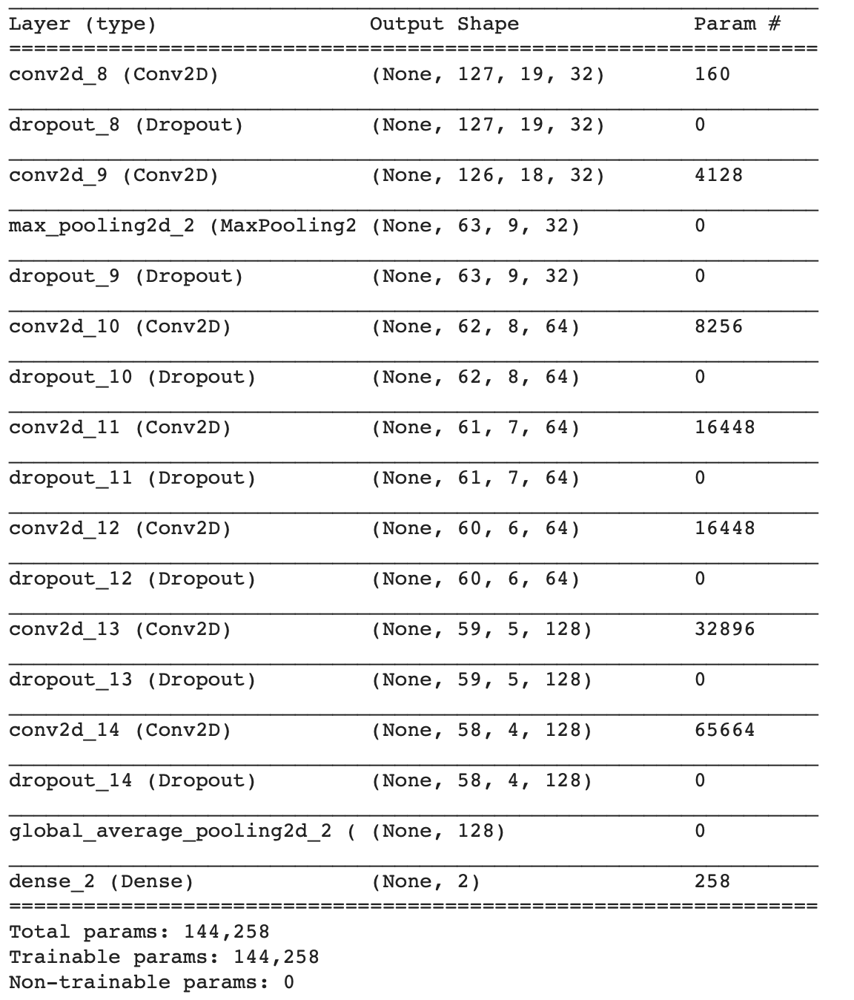 Layer (type) Output Shape Param #
conv2d_8 (Conv2D) (None, 127, 19, 32) 160
dropout_8 (Dropout) (None, 127, 19, 32) 0
conv2d_9 (Conv2D) (None, 126, 18, 32) 4128
max_pooling2d_2 (MaxPooling2 (None, 63, 9, 32) 0
dropout_9 (Dropout) (None, 63, 9, 32) 0
conv2d_10 (Conv2D) (None, 62, 8, 64) 8256
dropout_10 (Dropout) (None, 62, 8, 64) 0
conv2d_11 (Conv2D) (None, 61, 7, 64) 16448
dropout_11 (Dropout) (None, 61, 7, 64) 0
conv2d_12 (Conv2D) (None, 60, 6, 64) 16448
dropout_12 (Dropout) (None, 60, 6, 64) 0
conv2d_13 (Conv2D) (None, 59, 5, 128) 32896
dropout_13 (Dropout) (None, 59, 5, 128) 0
conv2d_14 (Conv2D) (None, 58, 4, 128) 65664
dropout_14 (Dropout) (None, 58, 4, 128) 0
global_average_pooling2d_2 ( (None, 128) 0
dense_2 (Dense) (None, 2) 258
Total params: 144,258
Trainable params: 144,258
Non-trainable params: 0